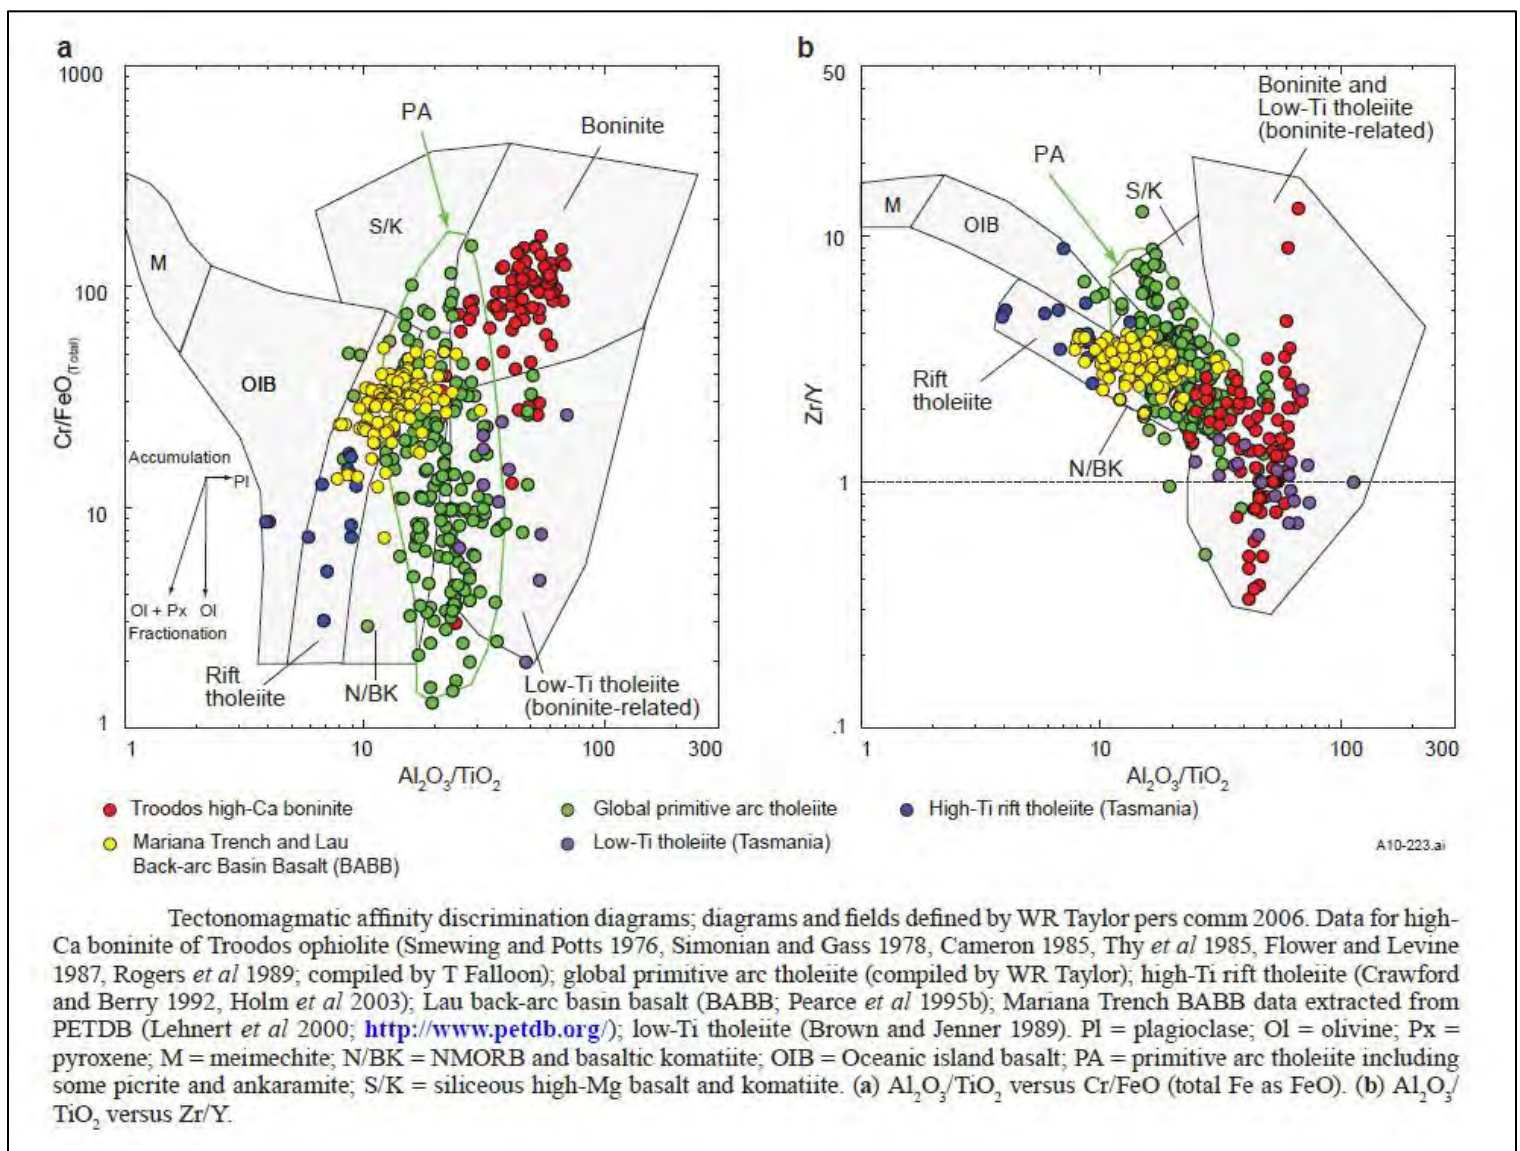 a
1000
100
10
1
Cr/FeO(Total)
PA
Boniite
S/K
M
OIB
Accumulation
Pl
Ol + Px Ol
Fractionation
Rift
tholeiite
N/BK
Low-Ti tholeiite
(boninite-related)
1 10 100 300
Al2O3/TiO2
b
50
10
1
.1
Zr/Y
Boninite and
Low-Ti tholeiite
(boninite-related)
PA
S/K
M
OIB
Rift
tholeiite
N/BK
1 10 100 300
Al2O3/TiO2
Troodos high-Ca boninite
Mariana Trench and Lau
Back-arc Basin Basalt (BABB)
Global primitive arc tholeiite
Low-Ti tholeiite (Tasmania)
High-Ti rift tholeiite (Tasmania)
A10-223.ai
Tectonomagmatic affinity discrimination diagrams; diagrams and fields defined by WR Taylor pers comm 2006. Data for high-
Ca boninite of Troodos ophiolite (Smewing and Potts 1976, Simonian and Gass 1978, Cameron 1985, Thy et al 1985, Flower and Levine
1987, Rogers et al 1989; compiled by T Falloon); global primitive arc tholeiite (compiled by WR Taylor); high-Ti rift tholeiite (Crawford
and Berry 1992, Holm et al 2003); Lau back-arc basin basalt (BABB; Pearce et al 1995b); Mariana Trench BABB data extracted from
PETDB (Lehnert et al 2000; http://www.petdb.org/); low-Ti tholeiite (Brown and Jenner 1989). Pl = plagioclase; Ol = olivine; Px =
pyroxene; M = meimechite; N/BK = NMORB and basaltic komatiite; OIB = Oceanic island basalt; PA = primitive arc tholeiite including
some picrite and ankaramite; S/K = siliceous high-Mg basalt and komatiite. (a) Al2O3/TiO2 versus Cr/FeO (total Fe as FeO). (b) Al2O3/
TiO2 versus Zr/Y.